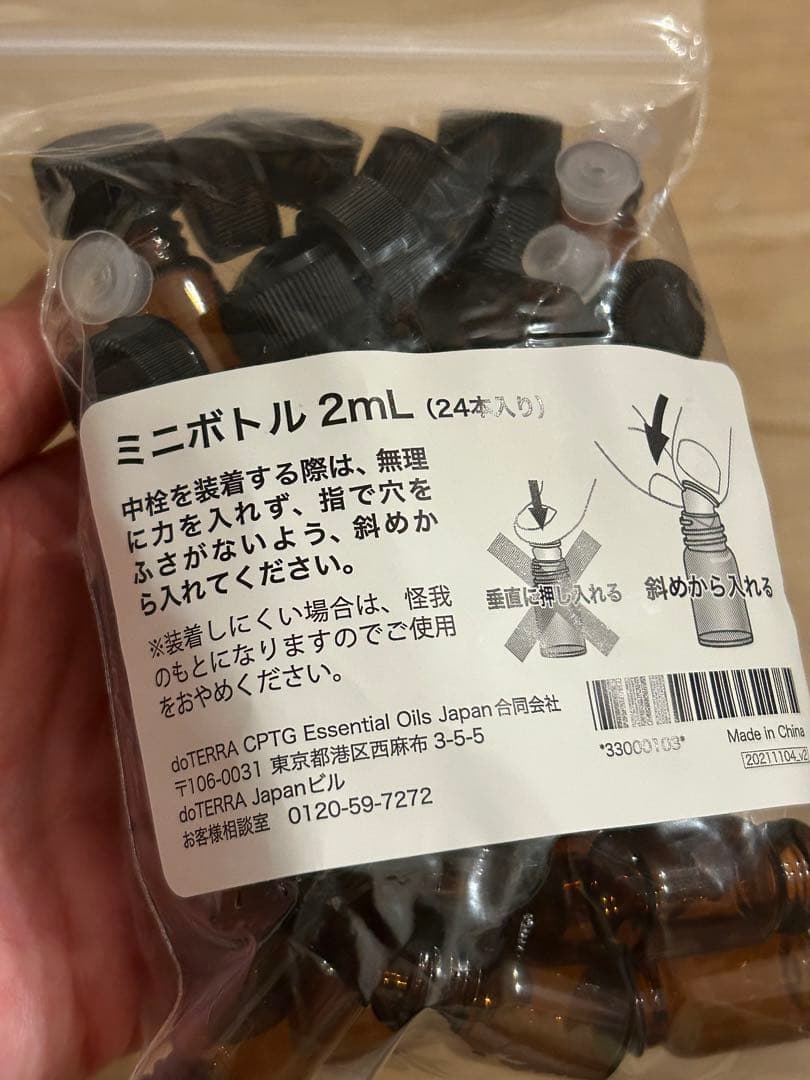 ミニボトル 2mL（24本入り）
中栓を装着する際は、無理
に力を入れず、指で穴を
ふさがないよう、斜めか
ら入れてください。
※装着しにくい場合は、怪我
のもとになりますのでご使用
をおやめください。
垂直に押し入れる
斜めから入れる
doTERRA CPTG Essential Oils Japan合同会社
〒106-0031 東京都港区西麻布 3-5-5
doTERRA Japanビル
お客様相談室 0120-59-7272
*33000103*
Made in China
20211104_v2